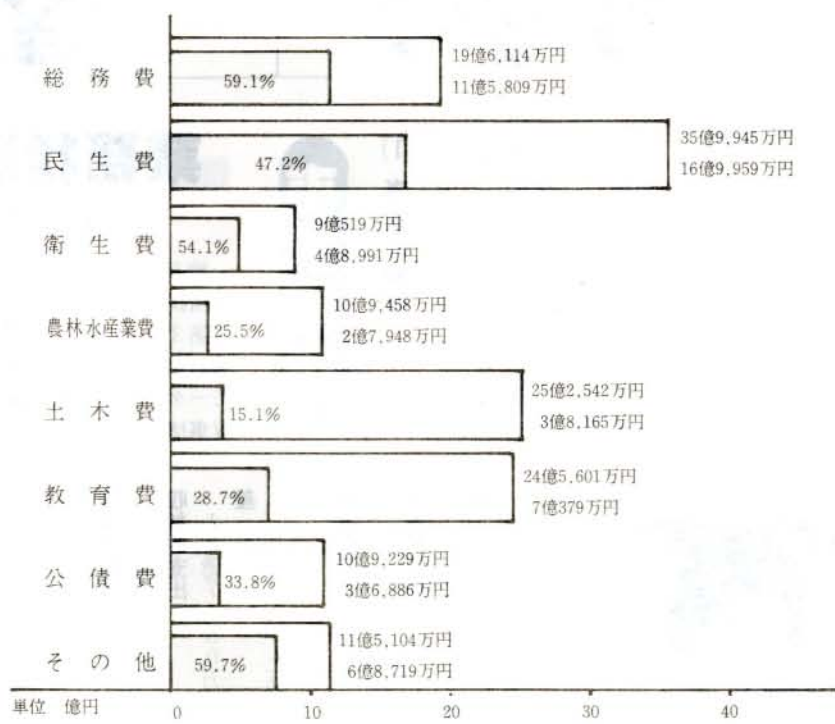 総務費
59.1%
19億6,114万円
11億5.809万円
民生費
47.2%
35億9,945万円
16億9,959万円
衛生費
54.1%
9億519万円
4億8,991万円
農林水産業費
25.5%
10億9,458万円
2億7,948万円
土木費
15.1%
25億2,542万円
3億8,165万円
教育費
28.7%
24億5,601万円
7億379万円
公債費
33.8%
10億9,229万円
3億6,886万円
その他
59.7%
11億5,104万円
6億8.719万円
単位 億円 0 10 20 30 40